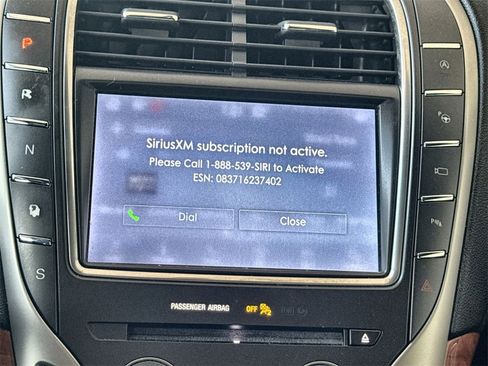 P
R
N
S
SiriusXM subscription not active.
Please Call 1-888-539-SIRI to Activate
ESN: 083716237402
Dial
Close
PASSENGER AIRBAG
OFF